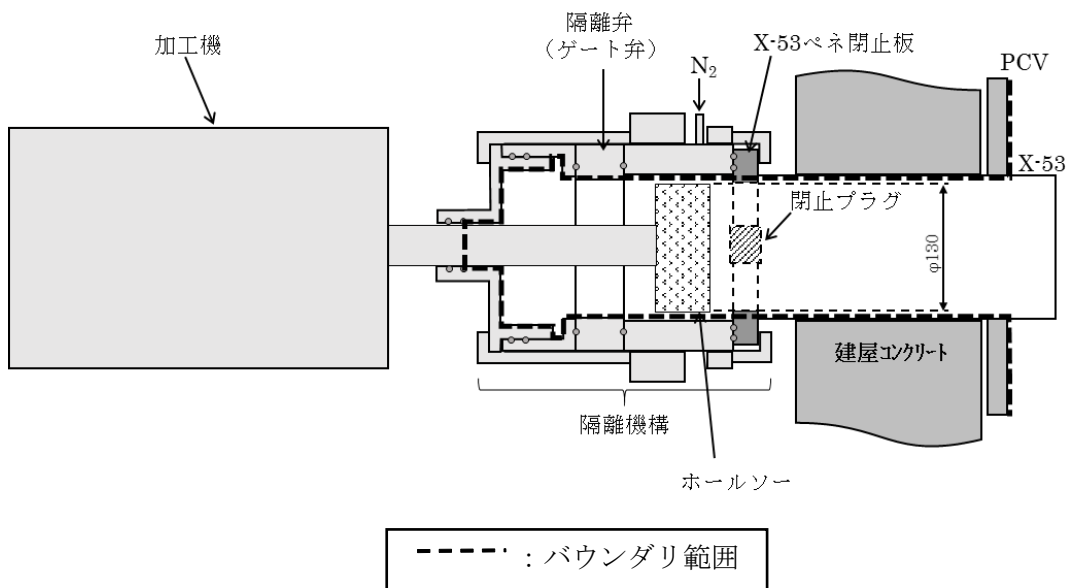 加工機
隔離弁
（ゲート弁）
N₂
X-53ペネ閉止板
PCV
X-53
閉止プラグ
φ130
建屋コンクリート
隔離機構
ホールソー
：バウンダリ範囲